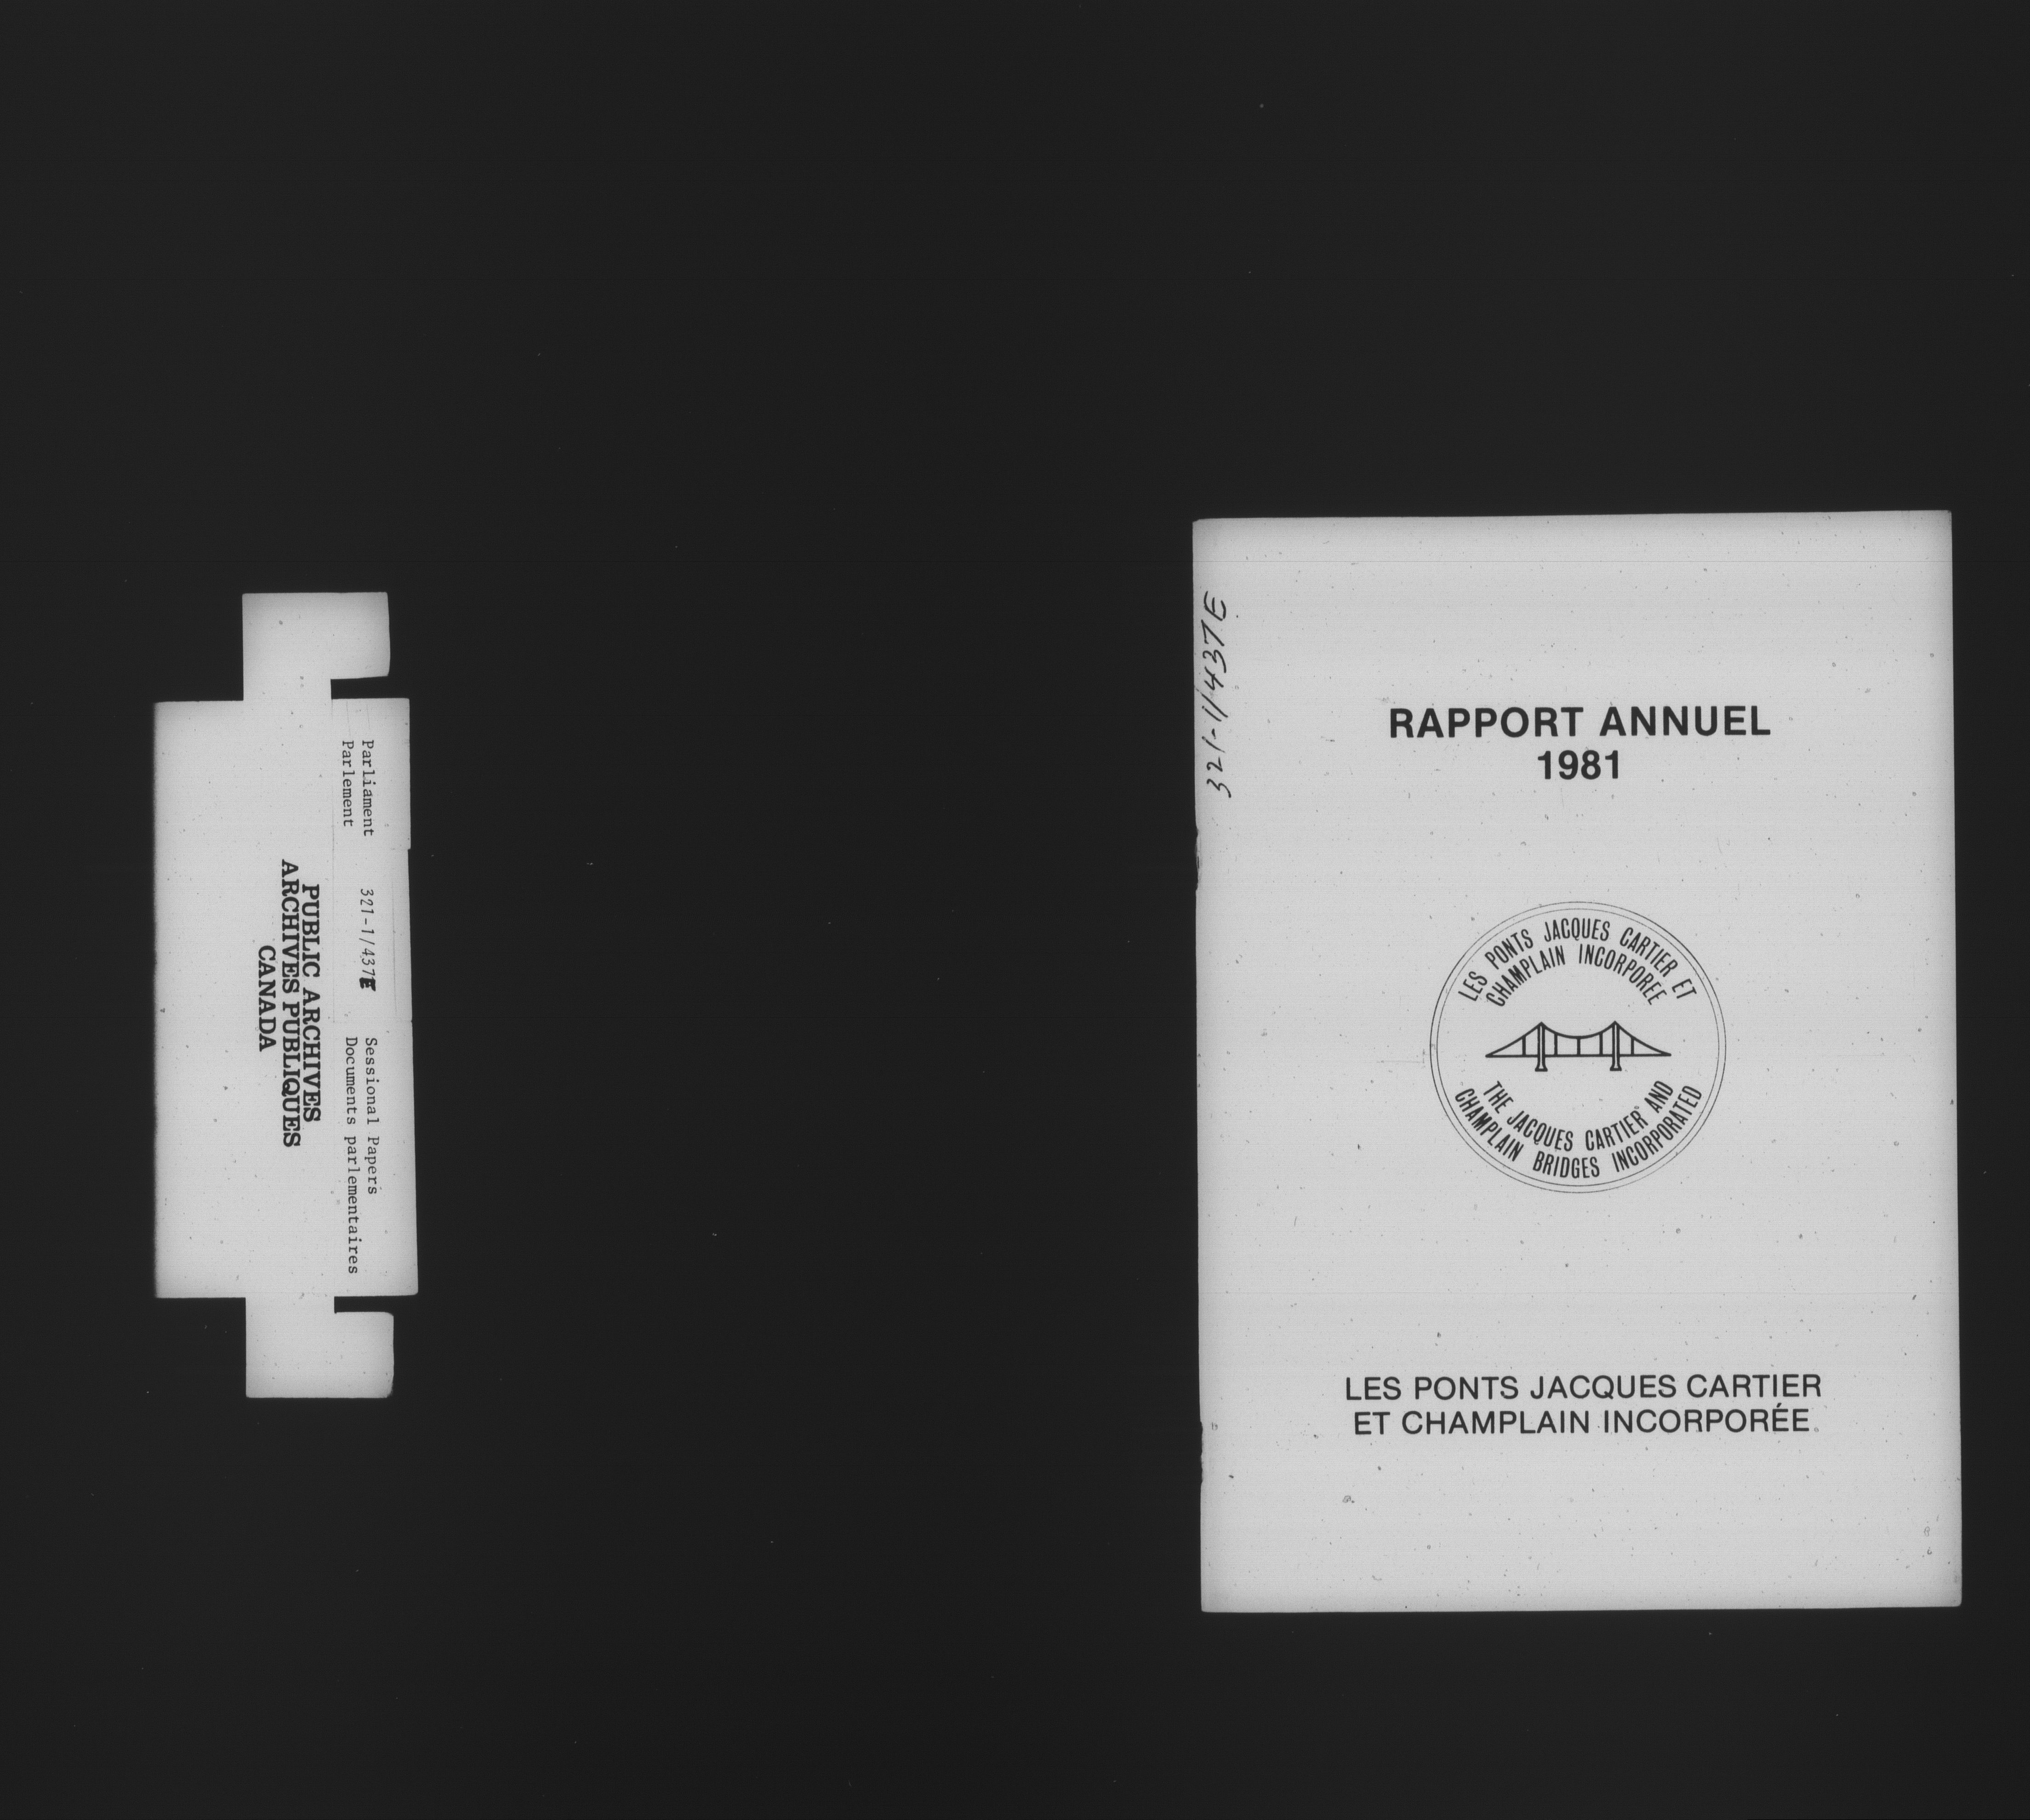 Parliament
Parlement
321-1/437E
Sessional Papers
Documents parlementaires
PUBLIC ARCHIVES
ARCHIVES PUBLIQUES
CANADA
321-1/437E
RAPPORT ANNUEL
1981
LES PONTS JACQUES CARTIER ET
CHAMPLAIN INCORPORÉE
THE JACQUES CARTIER AND
CHAMPLAIN BRIDGES INCORPORATED
LES PONTS JACQUES CARTIER
ET CHAMPLAIN INCORPORÉE